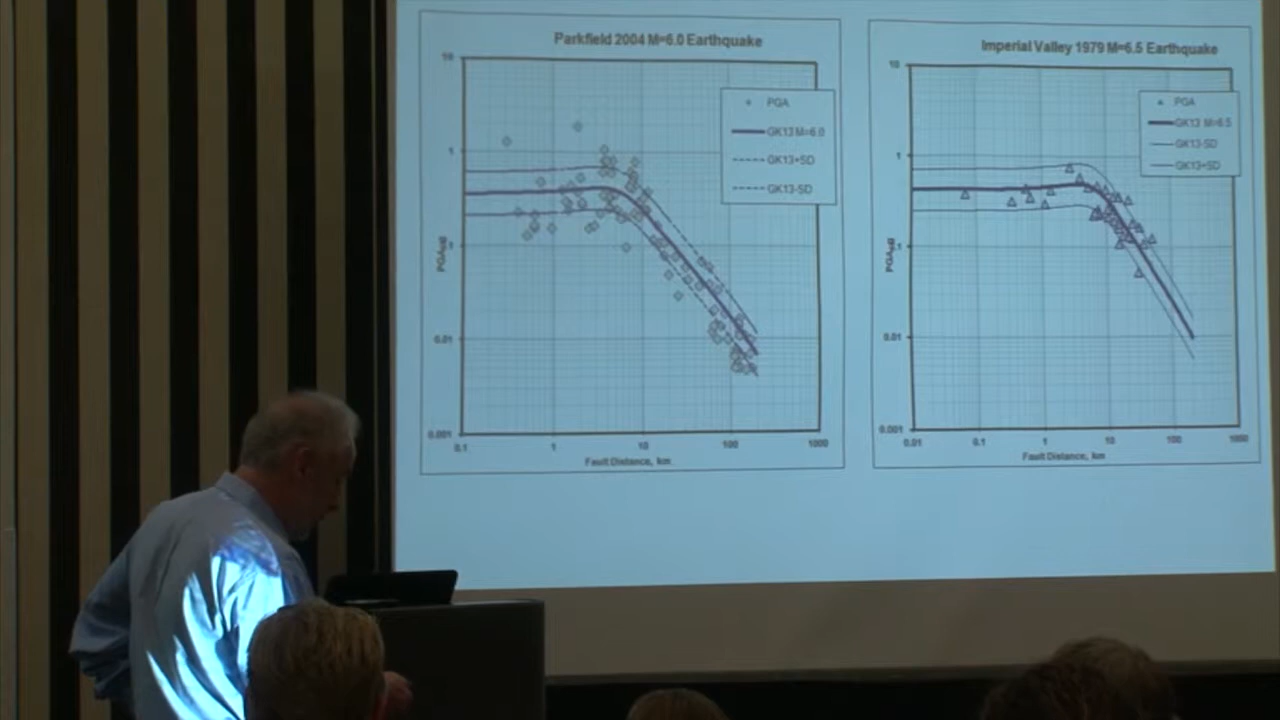 Parkfield 2004 M=6.0 Earthquake
10
1
.1
0.01
0.001
0.1
1
10
100
1000
Fault Distance, km
PGA
GK13 M=6.0
GK13+SD
GK13-SD
Imperial Valley 1979 M=6.5 Earthquake
10
1
.1
0.01
0.001
0.01
0.1
1
10
100
1000
Fault Distance, km
PGA
GK13 M=6.5
GK13-SD
GK13+SD